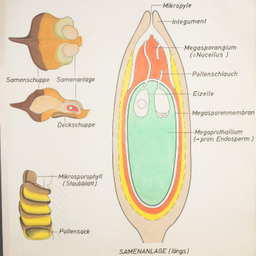 Mikropyle
Integument
Megasporangium
(=Nucellus)
Pollenschlauch
Eizelle
Megasporenmembran
Megaprothallium
(=prim. Endosperm)
Samenschuppe
Samenanlage
Deckschuppe
Mikrosporophyll
(Staubblatt)
Pollensack
SAMENANLAGE (längs)